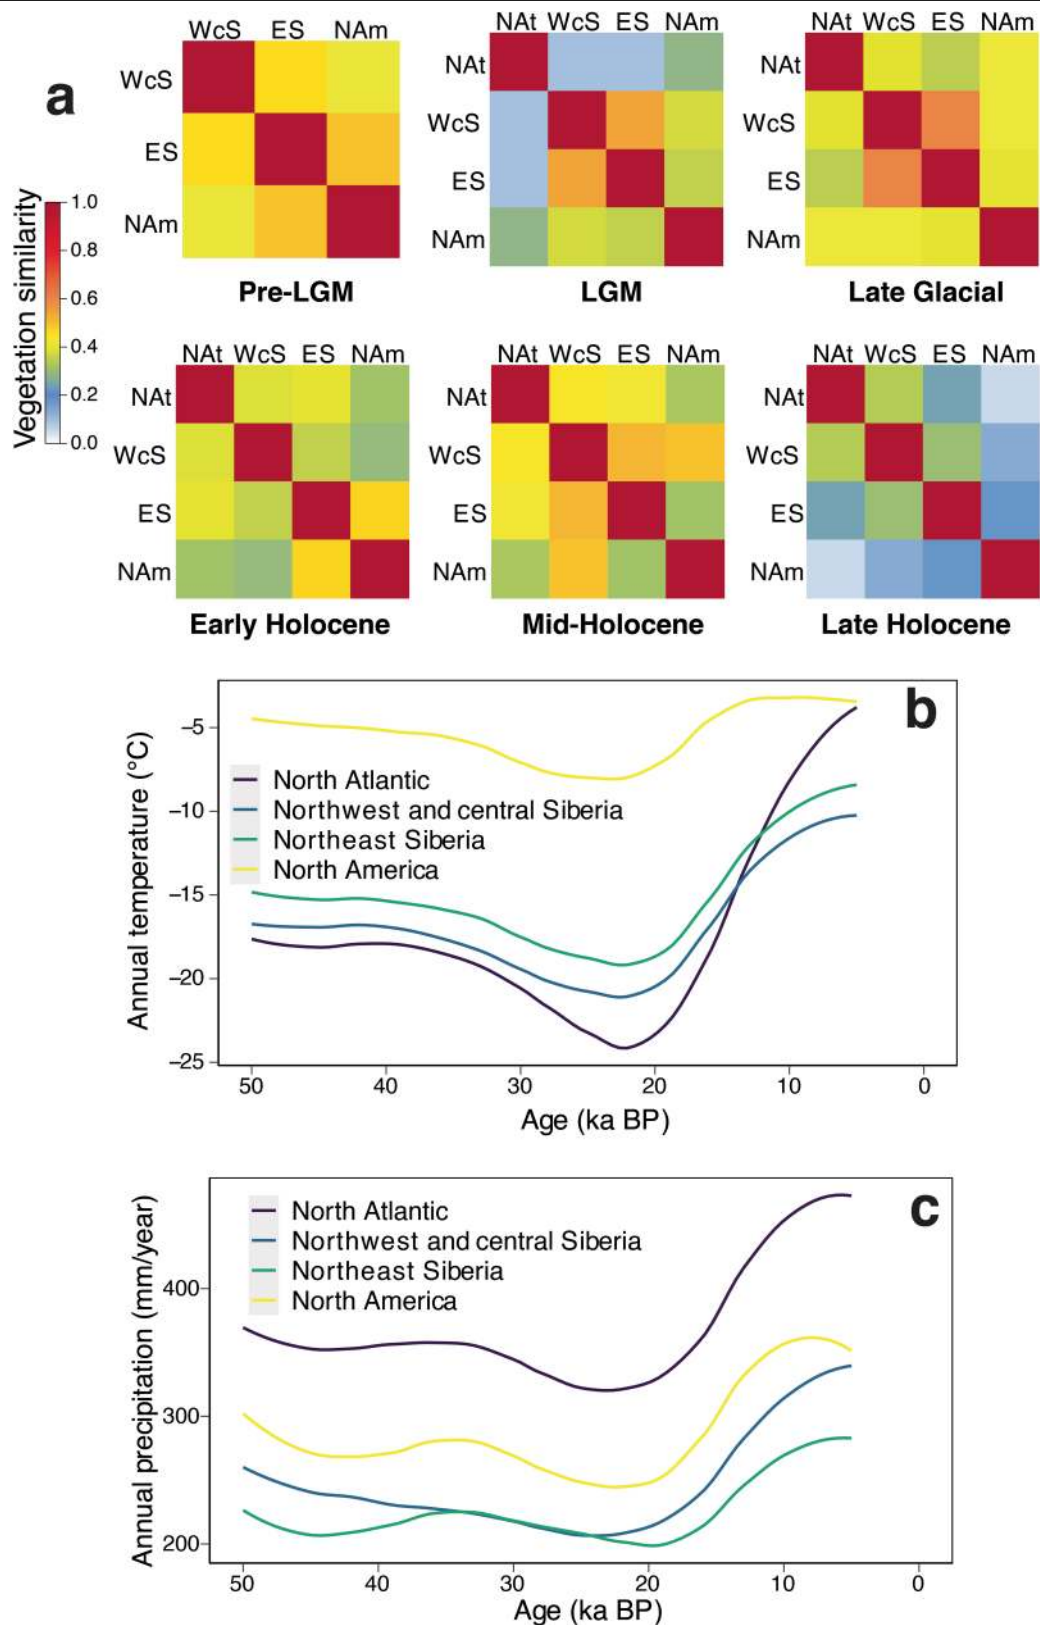 NAt WcS ES NAm
NAt WcS ES NAm
WcS ES NAm
a
WcS
ES
NAm
NAt
WcS
ES
NAm
NAt
WcS
ES
NAm
Pre-LGM
LGM
Late Glacial
Vegetation similarity
1.0
0.8
0.6
0.4
0.2
0.0
NAt WcS ES NAm
NAt WcS ES NAm
NAt WcS ES NAm
NAt
WcS
ES
NAm
NAt
WcS
ES
NAm
NAt
WcS
ES
NAm
Early Holocene
Mid-Holocene
Late Holocene
b
Annual temperature (°C)
–5
–10
–15
–20
–25
North Atlantic
Northwest and central Siberia
Northeast Siberia
North America
50 40 30 20 10 0
Age (ka BP)
c
Annual precipitation (mm/year)
400
300
200
North Atlantic
Northwest and central Siberia
Northeast Siberia
North America
50 40 30 20 10 0
Age (ka BP)